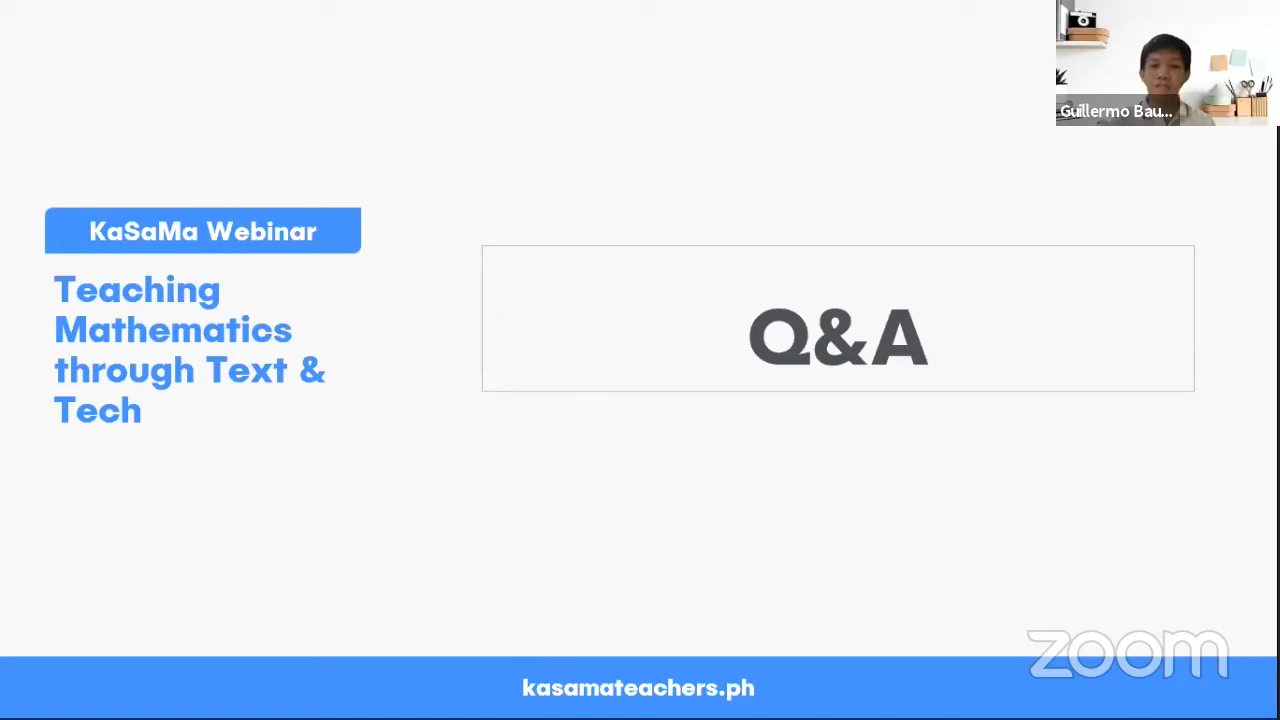 Guillermo Bau...
KaSaMa Webinar
Teaching
Mathematics
through Text &
Tech
Q&A
zoom
kasamateachers.ph